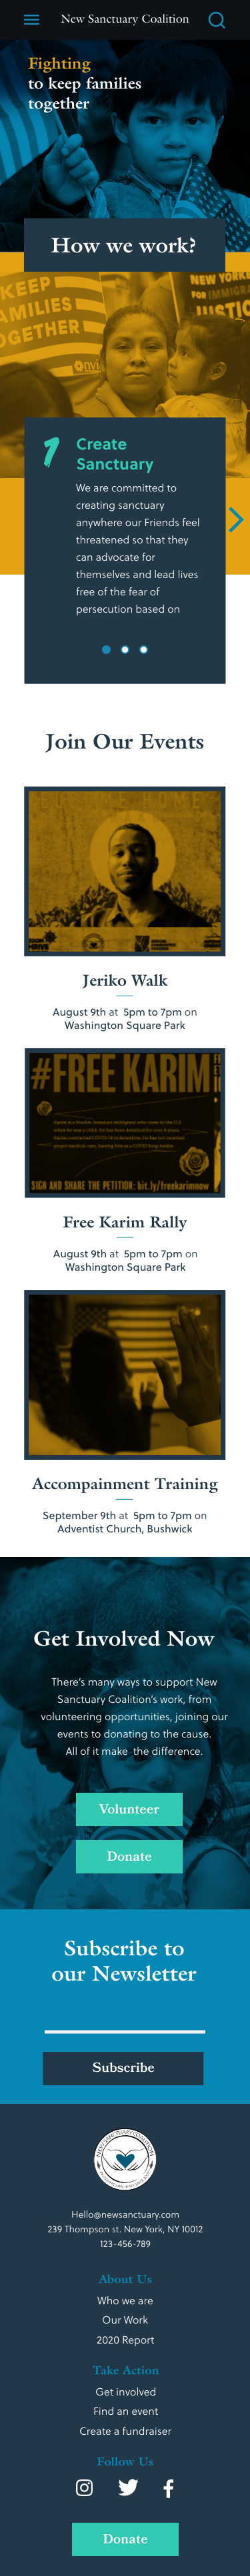 New Sanctuary Coalition
Fighting
to keep families
together
How we work?
KEEP
FAMILIES
OGETHER
NEW YOR
FOR IMMIGRA
JUSTIC
nvi
1
Create
Sanctuary
We are committed to
creating sanctuary
anywhere our Friends feel
threatened so that they
can advocate for
themselves and lead lives
free of the fear of
persecution based on
Join Our Events
Jeriko Walk
August 9th at 5pm to 7pm on
Washington Square Park
#FREE KARIM
SIGN AND SHARE THE PETITION: bit.ly/freekarimnow
Free Karim Rally
August 9th at 5pm to 7pm on
Washington Square Park
Accompainment Training
September 9th at 5pm to 7pm on
Adventist Church, Bushwick
Get Involved Now
There's many ways to support New
Sanctuary Coalition's work, from
volunteering opportunities, joining our
events to donating to the cause.
All of it make the difference.
Volunteer
Donate
Subscribe to
our Newsletter
Subscribe
NEW SANCTUARY COALITION
Hello@newsanctuary.com
239 Thompson st. New York, NY 10012
123-456-789
About Us
Who we are
Our Work
2020 Report
Take Action
Get involved
Find an event
Create a fundraiser
Follow Us
Donate